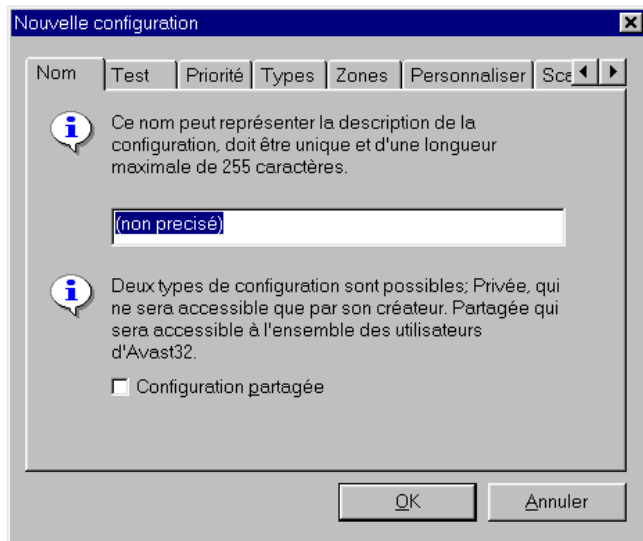 Nouvelle configuration
Nom Test Priorité Types Zones Personnaliser
Ce nom peut représenter la description de la
configuration, doit être unique et d'une longueur
maximale de 255 caractères.
(non precisé)
Deux types de configuration sont possibles; Privée, qui
ne sera accessible que par son créateur. Partagée qui
sera accessible à l'ensemble des utilisateurs
d'Avast32.
Configuration partagée
OK Annuler